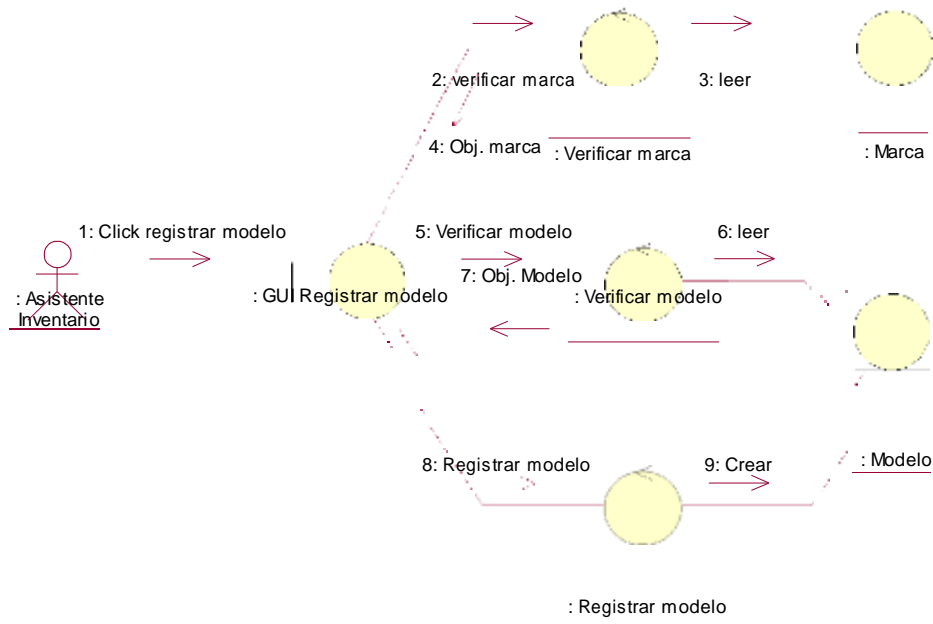 2: verificar marca
3: leer
4: Obj. marca
: Verificar marca
: Marca
1: Click registrar modelo
5: Verificar modelo
6: leer
7: Obj. Modelo
: Asistente
Inventario
: GUI Registrar modelo
: Verificar modelo
8: Registrar modelo
9: Crear
: Modelo
: Registrar modelo